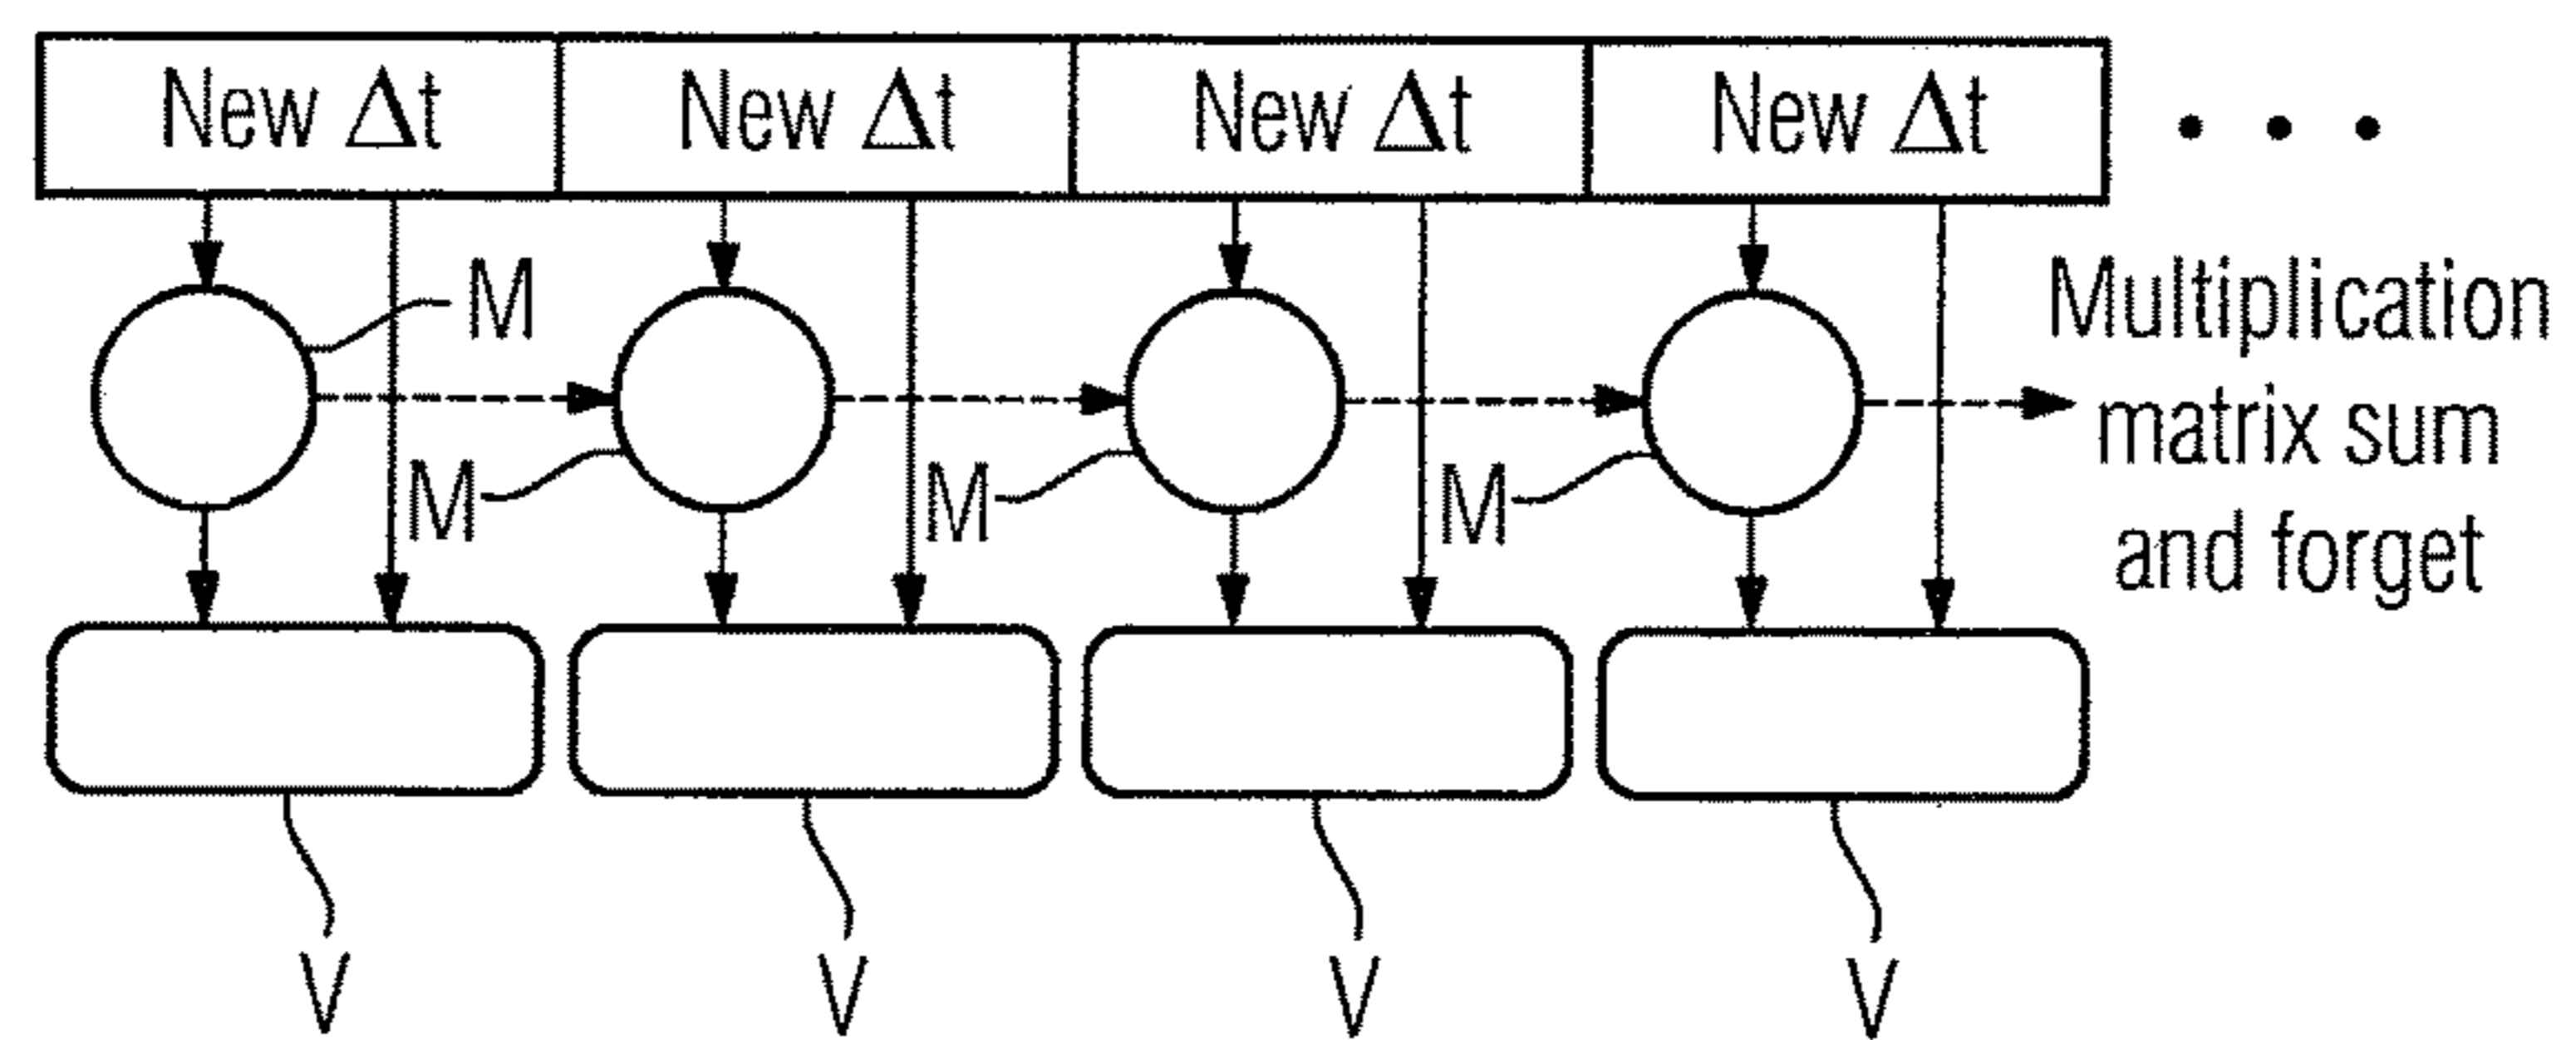 New Δt New Δt New Δt New Δt • • •
M
Multiplication
matrix sum
and forget
M M M
V V V V